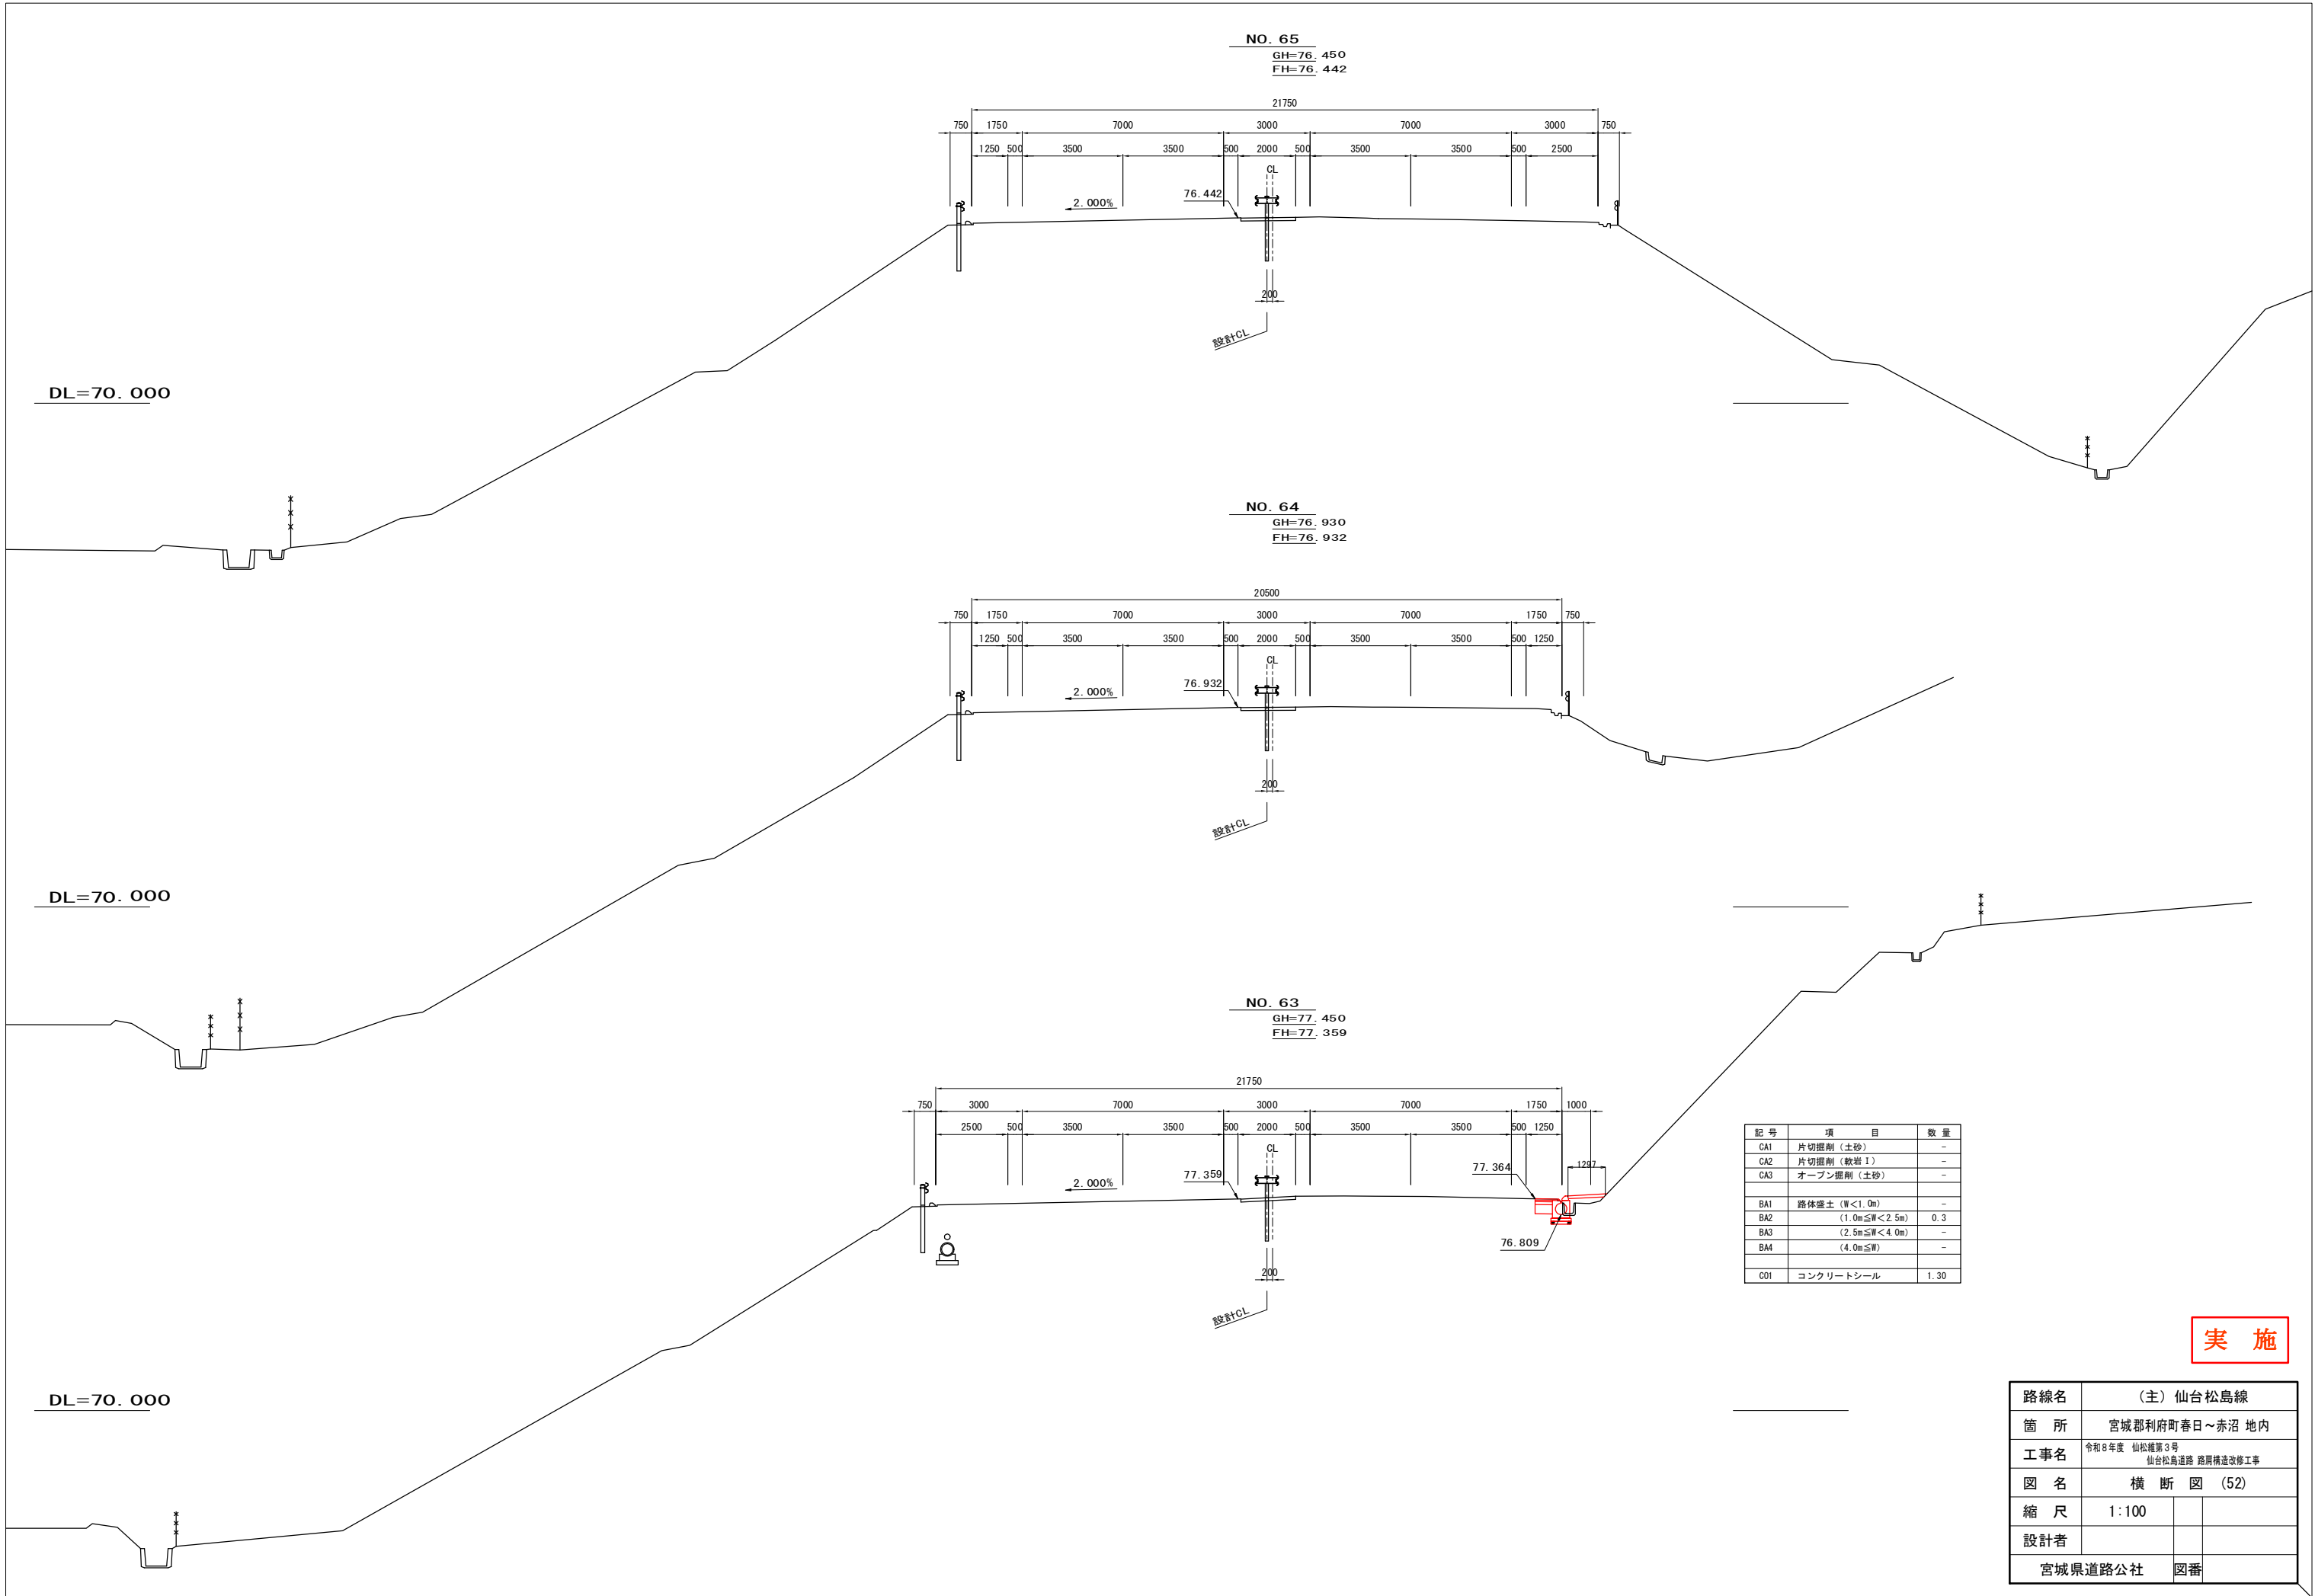 NO. 65
GH=76. 450
FH=76. 442
21750
750 1750 7000 3000 7000 3000 750
1250 500 3500 3500 500 2000 500 3500 3500 500 2500
CL
76. 442
2. 000%
200
設計CL
DL=70. 000
NO. 64
GH=76. 930
FH=76. 932
20500
750 1750 7000 3000 7000 1750 750
1250 500 3500 3500 500 2000 500 3500 3500 500 1250
CL
76. 932
2. 000%
200
設計CL
DL=70. 000
NO. 63
GH=77. 450
FH=77. 359
21750
750 3000 7000 3000 7000 1750 1000
2500 500 3500 3500 500 2000 500 3500 3500 500 1250
CL
77. 359
2. 000%
77. 364
1297
76. 809
200
設計CL
DL=70. 000
記 号 項 目 数 量
CA1 片切掘削（土砂） -
CA2 片切掘削（軟岩Ⅰ） -
CA3 オープン掘削（土砂） -
BA1 路体盛土（W＜1. 0m） -
BA2 （1. 0m≦W＜2. 5m） 0. 3
BA3 （2. 5m≦W＜4. 0m） -
BA4 （4. 0m≦W） -
CO1 コンクリートシール 1. 30
実 施
路線名 （主）仙台松島線
箇 所 宮城郡利府町春日～赤沼 地内
工事名 令和８年度 仙松維第３号
仙台松島道路 路肩構造改修工事
図 名 横 断 図 （52）
縮 尺 1：100
設計者
宮城県道路公社 図番